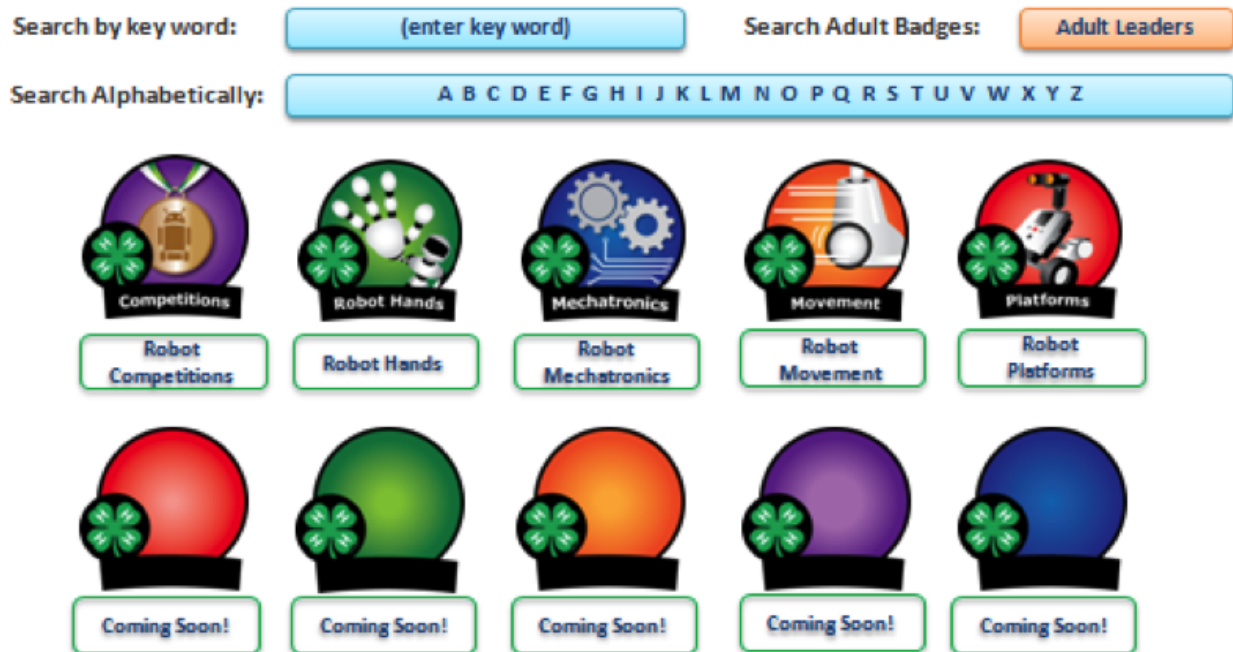 Search by key word:
(enter key word)
Search Adult Badges:
Adult Leaders
Search Alphabetically:
A B C D E F G H I J K L M N O P Q R S T U V W X Y Z
H H H H
Competitions
H H H H
Robot Hands
H H H H
Mechatronics
H H H H
Movement
H H H H
Platforms
Robot
Competitions
Robot Hands
Robot
Mechatronics
Robot
Movement
Robot
Platforms
H H H H
H H H H
H H H H
H H H H
H H H H
Coming Soon!
Coming Soon!
Coming Soon!
Coming Soon!
Coming Soon!